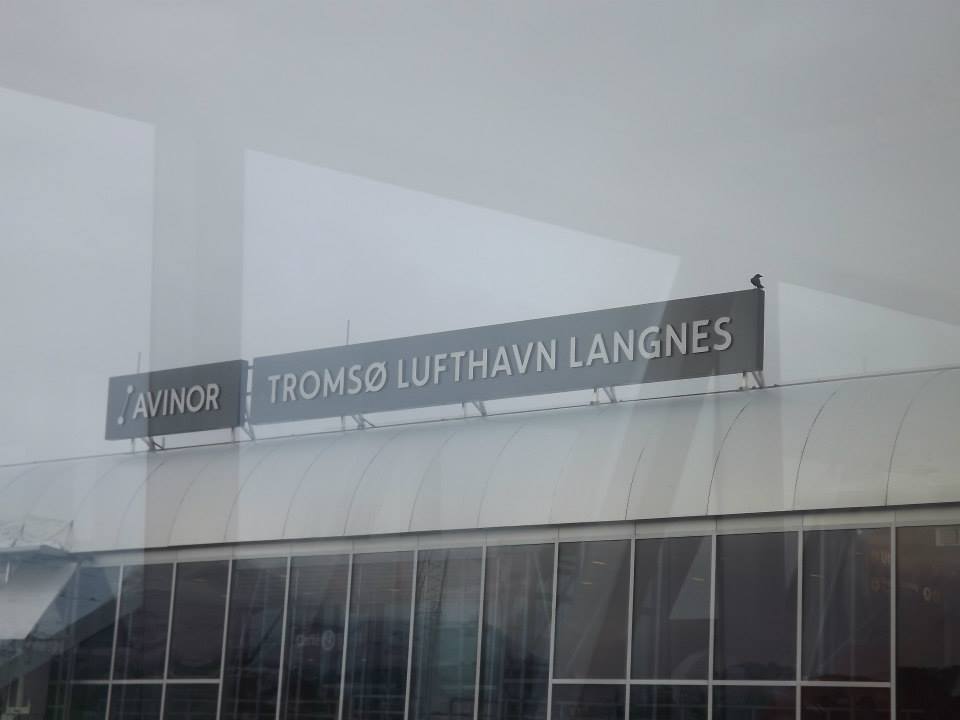 AVINOR
TROMSØ LUFTHAVN LANGNES